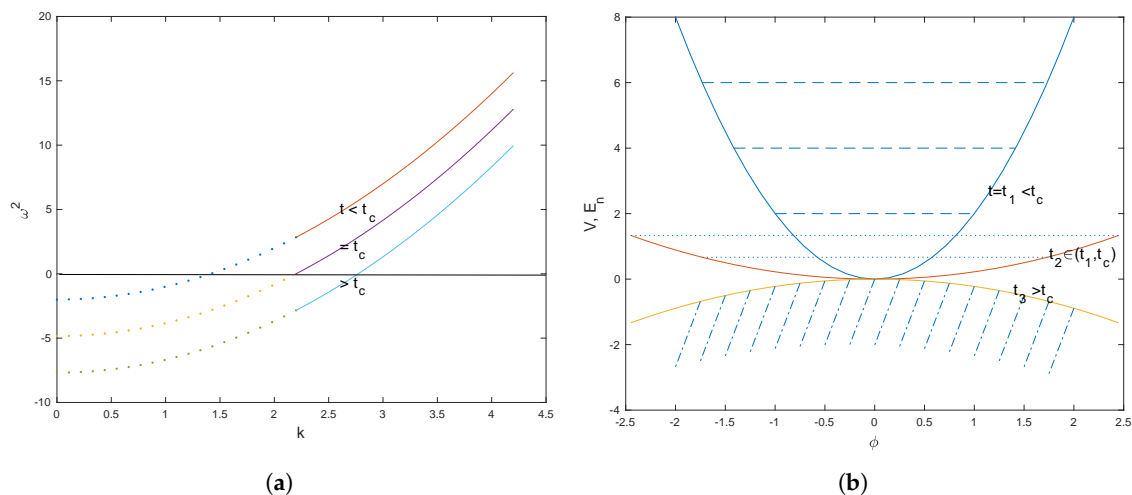 20
15
10
5
0
-5
-10
0
0.5
1
1.5
2
2.5
3
3.5
4
4.5
ω²
k
t < t_c
= t_c
> t_c
(a)
8
6
4
2
0
-2
-4
-2.5
-2
-1.5
-1
-0.5
0
0.5
1
1.5
2
2.5
V, E_n
ϕ
t=t_1 <t_c
t_2∈(t_1,t_c)
t_3 >t_c
(b)